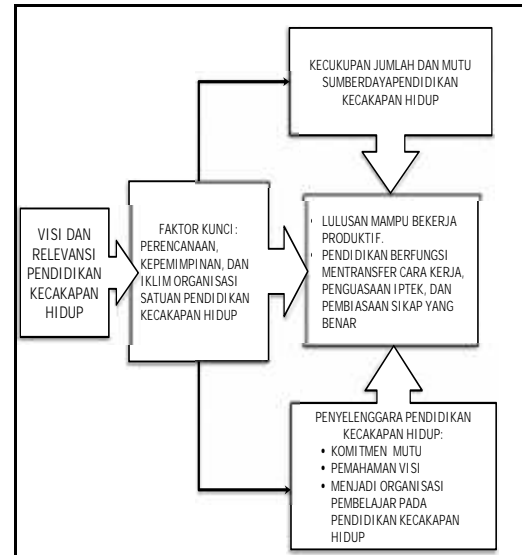 KECUKUPAN JUMLAH DAN MUTU
SUMBERDAYAPENDIDIKAN
KECAKAPAN HIDUP
VISI DAN
RELEVANSI
PENDIDIKAN
KECAKAPAN
HIDUP
FAKTOR KUNCI:
PERENCANAAN,
KEPEMIMPINAN, DAN
IKLIM ORGANISASI
SATUAN PENDIDIKAN
KECAKAPAN HIDUP
• LULUSAN MAMPU BEKERJA
PRODUKTIF.
• PENDIDIKAN BERFUNGSI
MENTRANSFER CARA KERJA,
PENGUASAAN IPTEK, DAN
PEMBIASAAN SIKAP YANG
BENAR
PENYELENGGARA PENDIDIKAN
KECAKAPAN HIDUP:
• KOMITMEN MUTU
• PEMAHAMAN VISI
• MENJADI ORGANISASI
PEMBELAJAR PADA
PENDIDIKAN KECAKAPAN
HIDUP